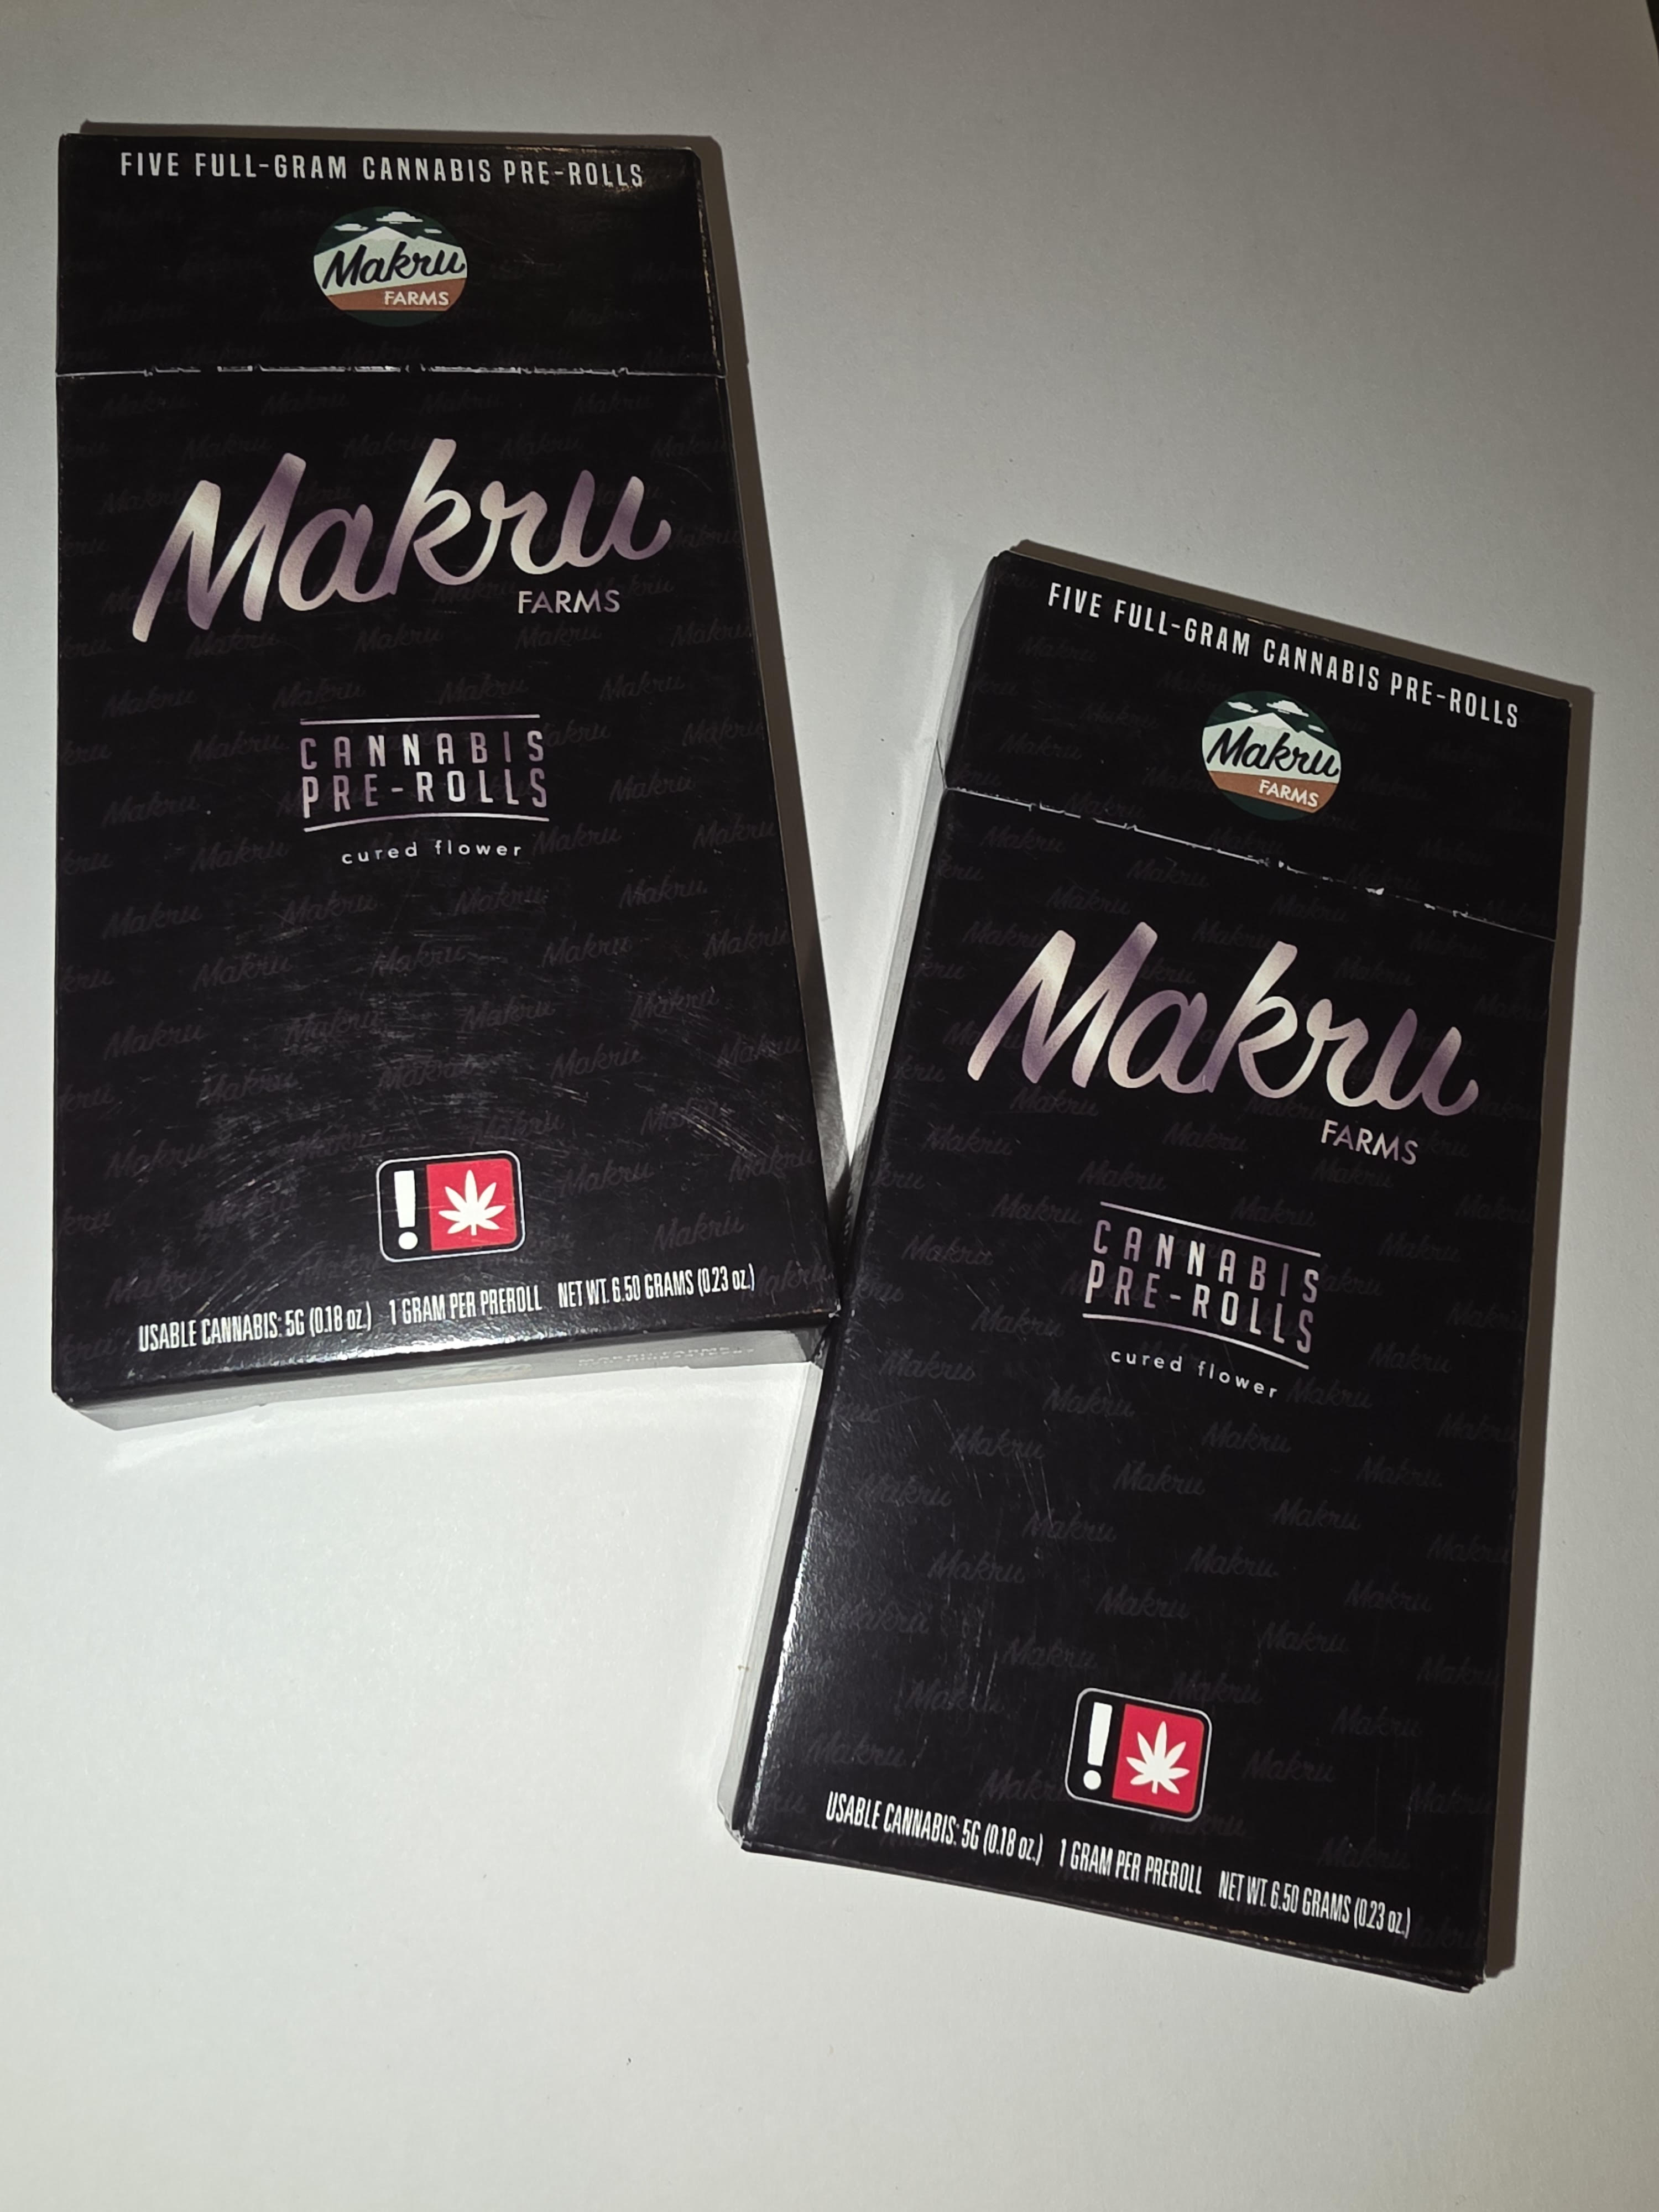 FIVE FULL-GRAM CANNABIS PRE-ROLLS
Makru
FARMS
Makru
FARMS
CANNABIS
PRE-ROLLS
cured flower
!
USABLE CANNABIS: 5G (0.18 oz.) 1 GRAM PER PREROLL NET WT. 6.50 GRAMS (0.23 oz.)
FIVE FULL-GRAM CANNABIS PRE-ROLLS
Makru
FARMS
Makru
FARMS
CANNABIS
PRE-ROLLS
cured flower
!
USABLE CANNABIS: 5G (0.18 oz.) 1 GRAM PER PREROLL NET WT. 6.50 GRAMS (0.23 oz.)